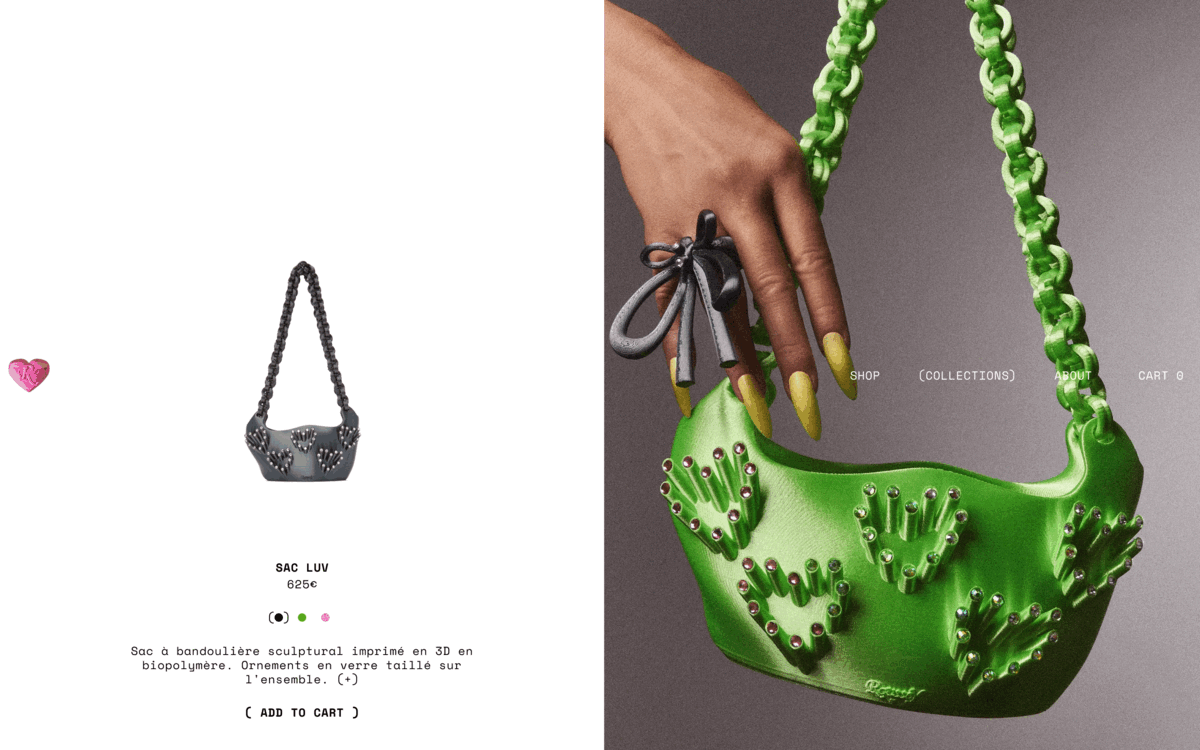 SHOP
(COLLECTIONS)
ABOUT
CART 0
SAC LUV
625€
Sac à bandoulière sculptural imprimé en 3D en
biopolymère. Ornements en verre taillé sur
l'ensemble. (+)
( ADD TO CART )